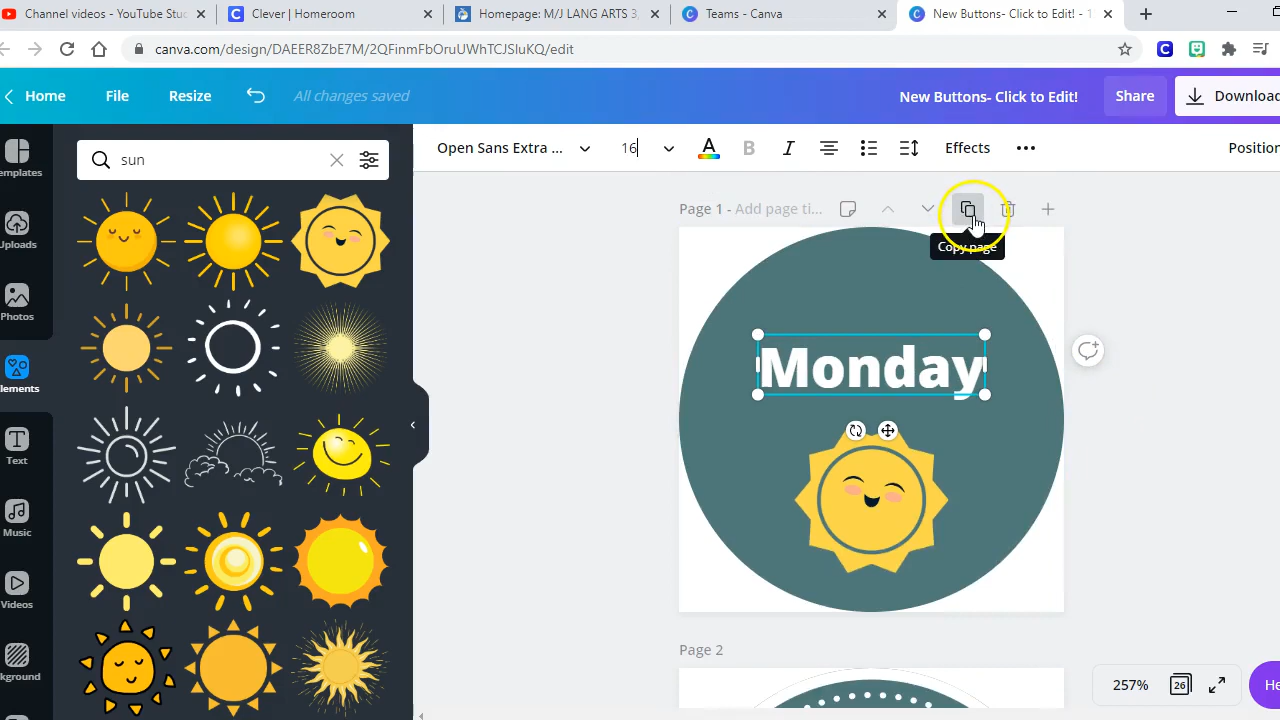 Channel videos - YouTube Stu
Clever | Homeroom
Homepage: M/J LANG ARTS 3,
Teams - Canva
New Buttons- Click to Edit! - 1
canva.com/design/DAEER8ZbE7M/2QFinmFbOruUWhTCJSluKQ/edit
Home
File
Resize
All changes saved
New Buttons- Click to Edit!
Share
Download
emplates
Uploads
Photos
Elements
Text
Music
Videos
kground
sun
Open Sans Extra ...
16
A
B
I
Effects
Position
Page 1 - Add page ti...
Copy page
Monday
Page 2
257%
26
He